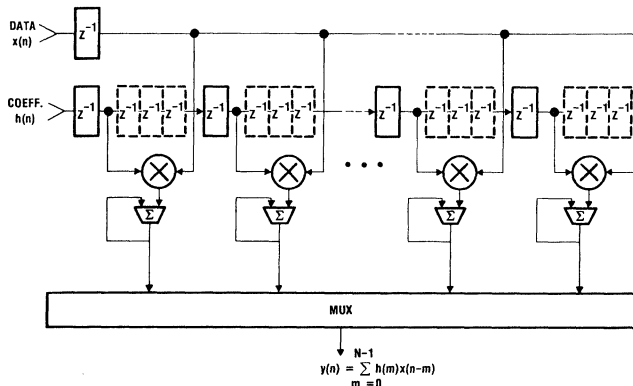 DATA
x(n)
z⁻¹
COEFF.
h(n)
z⁻¹ z⁻¹ z⁻¹ z⁻¹ z⁻¹ z⁻¹ z⁻¹ z⁻¹ z⁻¹ z⁻¹ z⁻¹ z⁻¹ z⁻¹ z⁻¹ z⁻¹ z⁻¹
Σ Σ Σ Σ
MUX
N-1
y(n) = Σ h(m)x(n-m)
m = 0